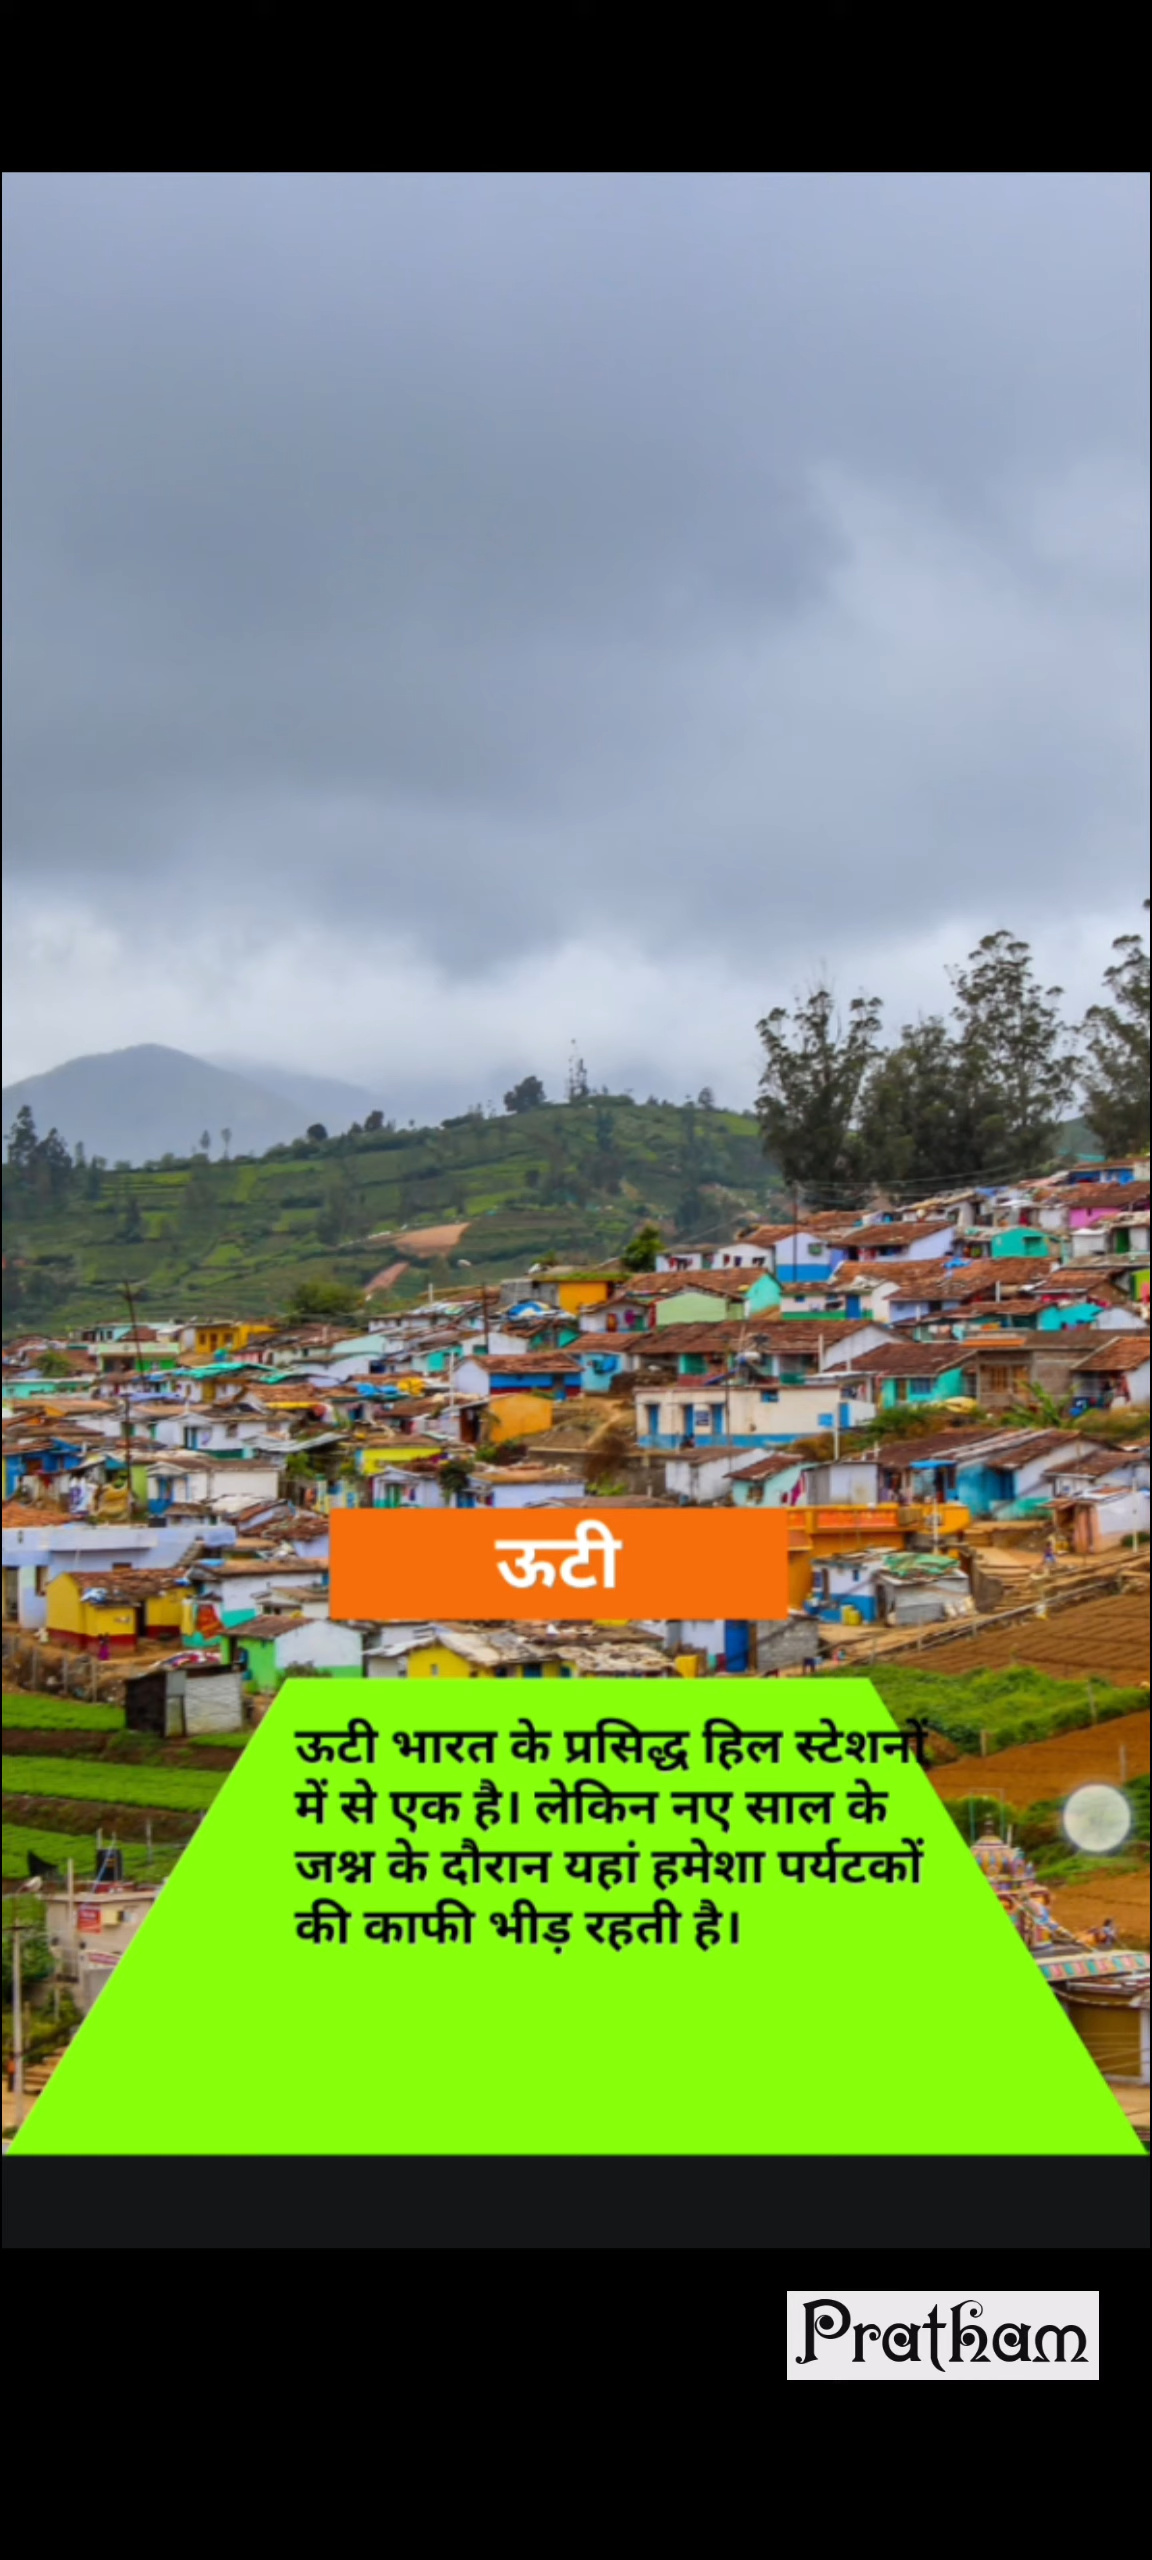 ऊटी
ऊटी भारत के प्रसिद्ध हिल स्टेशनों
में से एक है। लेकिन नए साल के
जश्न के दौरान यहां हमेशा पर्यटकों
की काफी भीड़ रहती है।
Pratham